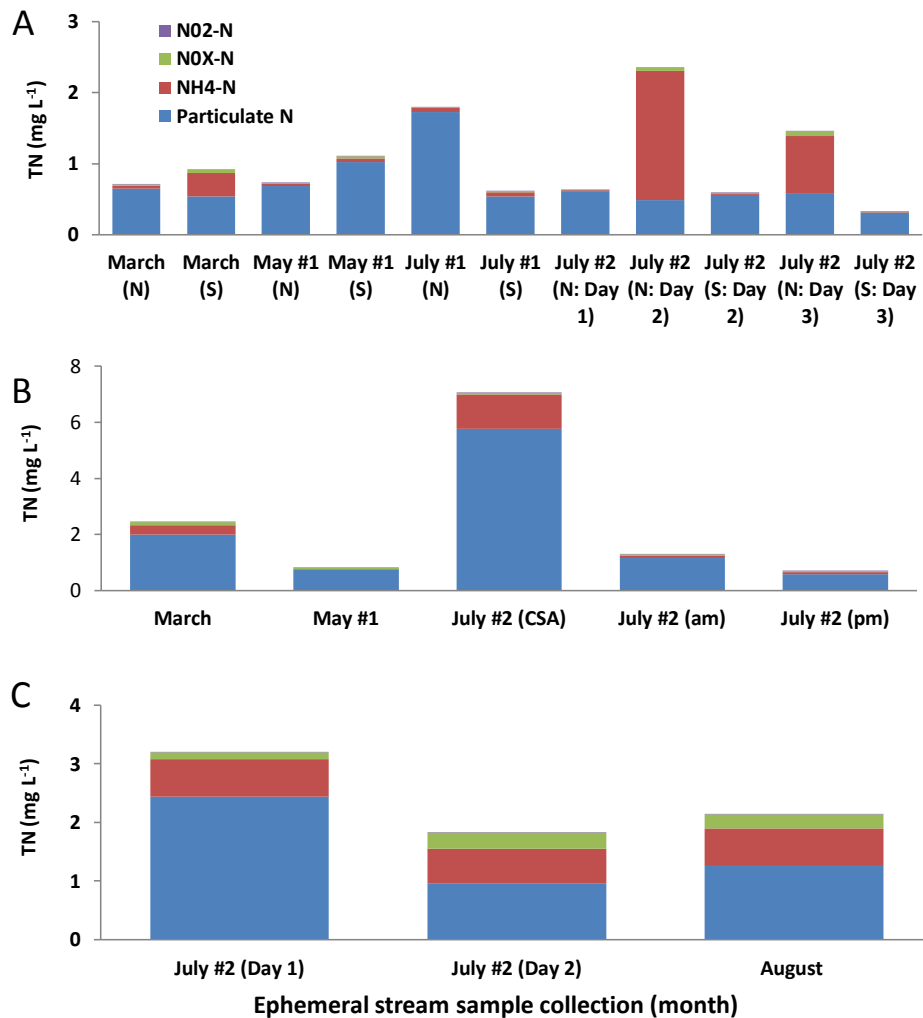 A
3
2
1
0
TN (mg L-1)
N02-N
N0X-N
NH4-N
Particulate N
March (N)
March (S)
May #1 (N)
May #1 (S)
July #1 (N)
July #1 (S)
July #2 (N: Day 1)
July #2 (N: Day 2)
July #2 (S: Day 2)
July #2 (N: Day 3)
July #2 (S: Day 3)
B
8
6
4
2
0
TN (mg L-1)
March
May #1
July #2 (CSA)
July #2 (am)
July #2 (pm)
C
4
3
2
1
0
TN (mg L-1)
July #2 (Day 1)
July #2 (Day 2)
August
Ephemeral stream sample collection (month)